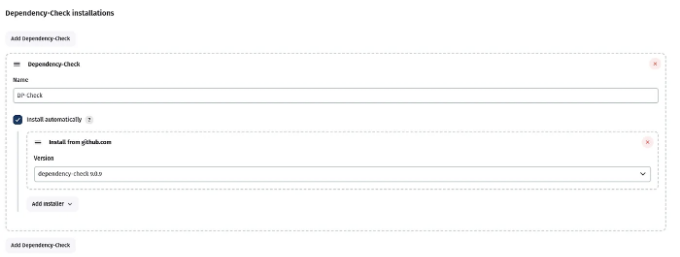 Dependency-Check installations
Add Dependency-Check
Dependency-Check
Name
DP-Check
Install automatically ?
Install from github.com
Version
dependency-check 9.0.9
Add Installer
Add Dependency-Check